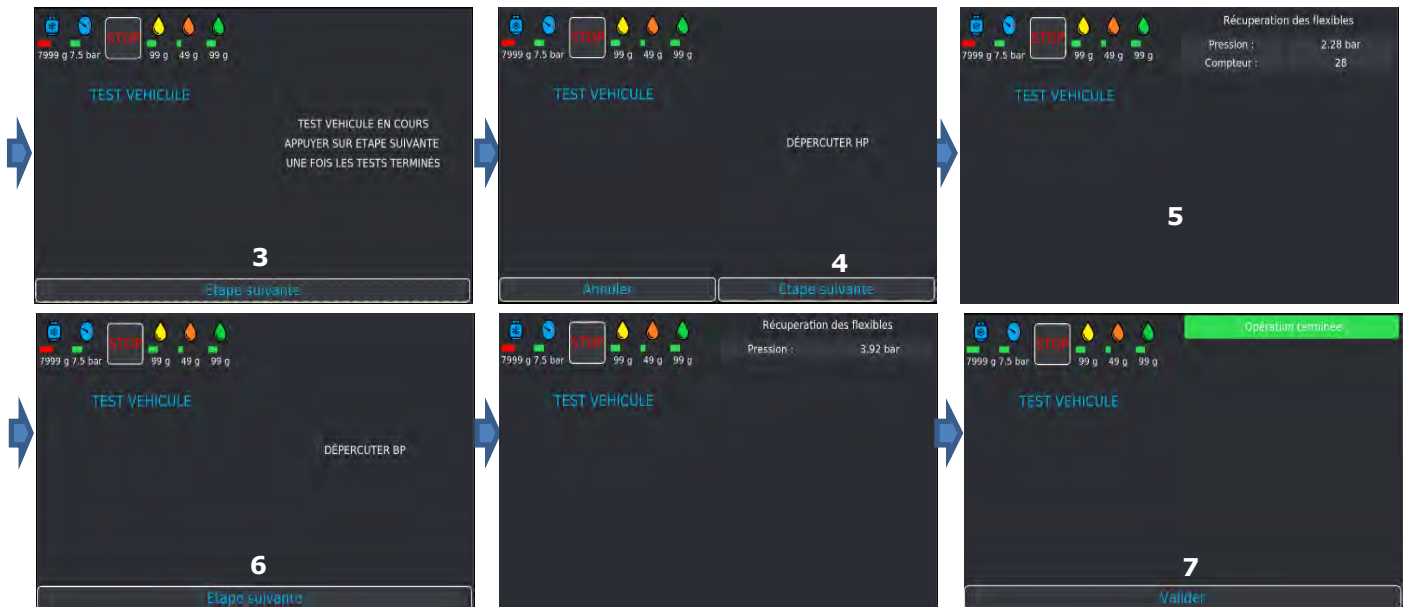 STOP
7999 g 7.5 bar 99 g 49 g 99 g
TEST VEHICULE
TEST VEHICULE EN COURS
APPUYER SUR ETAPE SUIVANTE
UNE FOIS LES TESTS TERMINÉS
3
Etape suivante
STOP
7999 g 7.5 bar 99 g 49 g 99 g
TEST VEHICULE
DÉPERCUTER HP
4
Annuler Etape suivante
Récuperation des flexibles
STOP
Pression : 2.28 bar
7999 g 7.5 bar 99 g 49 g 99 g
Compteur : 28
TEST VEHICULE
5
STOP
7999 g 7.5 bar 99 g 49 g 99 g
TEST VEHICULE
DÉPERCUTER BP
6
Etape suivante
Récuperation des flexibles
STOP
Pression : 3.92 bar
7999 g 7.5 bar 99 g 49 g 99 g
TEST VEHICULE
Opération terminée
STOP
7999 g 7.5 bar 99 g 49 g 99 g
TEST VEHICULE
7
Valider